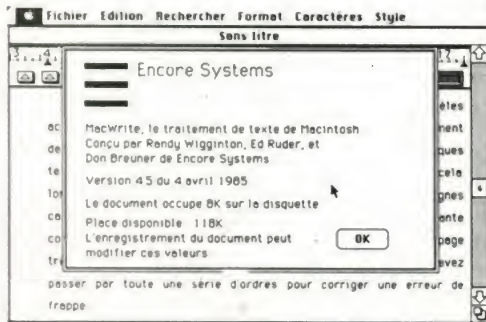 Fichier Edition Rechercher Format Caractères Style
Sans titre
Encore Systems
MacWrite, le traitement de texte de Macintosh
Conçu par Randy Wigginton, Ed Ruder, et
Don Breuner de Encore Systems
Version 4 5 du 4 avril 1985
Le document occupe 8K sur la disquette
Place disponible 118K
L'enregistrement du document peut
modifier ces valeurs
OK
passer par toute une série d'ordres pour corriger une erreur de
frappe